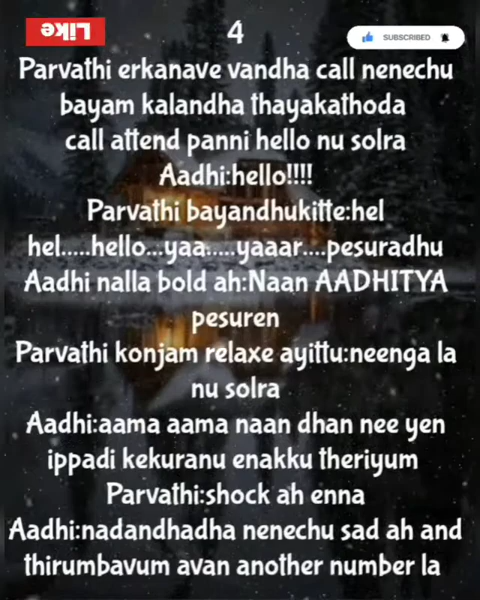 Like
4
SUBSCRIBED
Parvathi erkanave vandha call nenechu
bayam kalandha thayakathoda
call attend panni hello nu solra
Aadhi:hello!!!!
Parvathi bayandhukitte:hel
hel.....hello...yaa.....yaaar....pesuradhu
Aadhi nalla bold ah:Naan AADHITYA
pesuren
Parvathi konjam relaxe ayittu:neenga la
nu solra
Aadhi:aama aama naan dhan nee yen
ippadi kekuranu enakku theriyum
Parvathi:shock ah enna
Aadhi:nadandhadha nenechu sad ah and
thirumbavum avan another number la